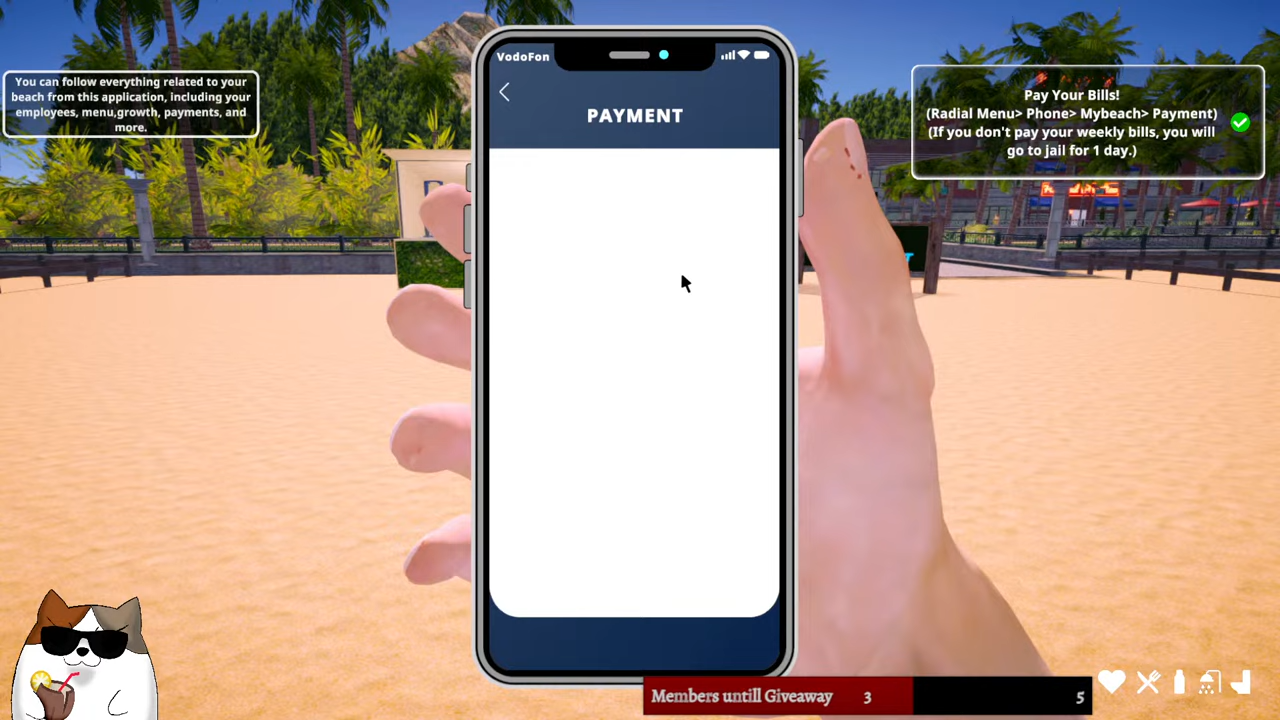 VodoFon
PAYMENT
You can follow everything related to your
beach from this application, including your
employees, menu,growth, payments, and
more.
Pay Your Bills!
(Radial Menu> Phone> Mybeach> Payment)
(If you don't pay your weekly bills, you will
go to jail for 1 day.)
Members untill Giveaway 3 5